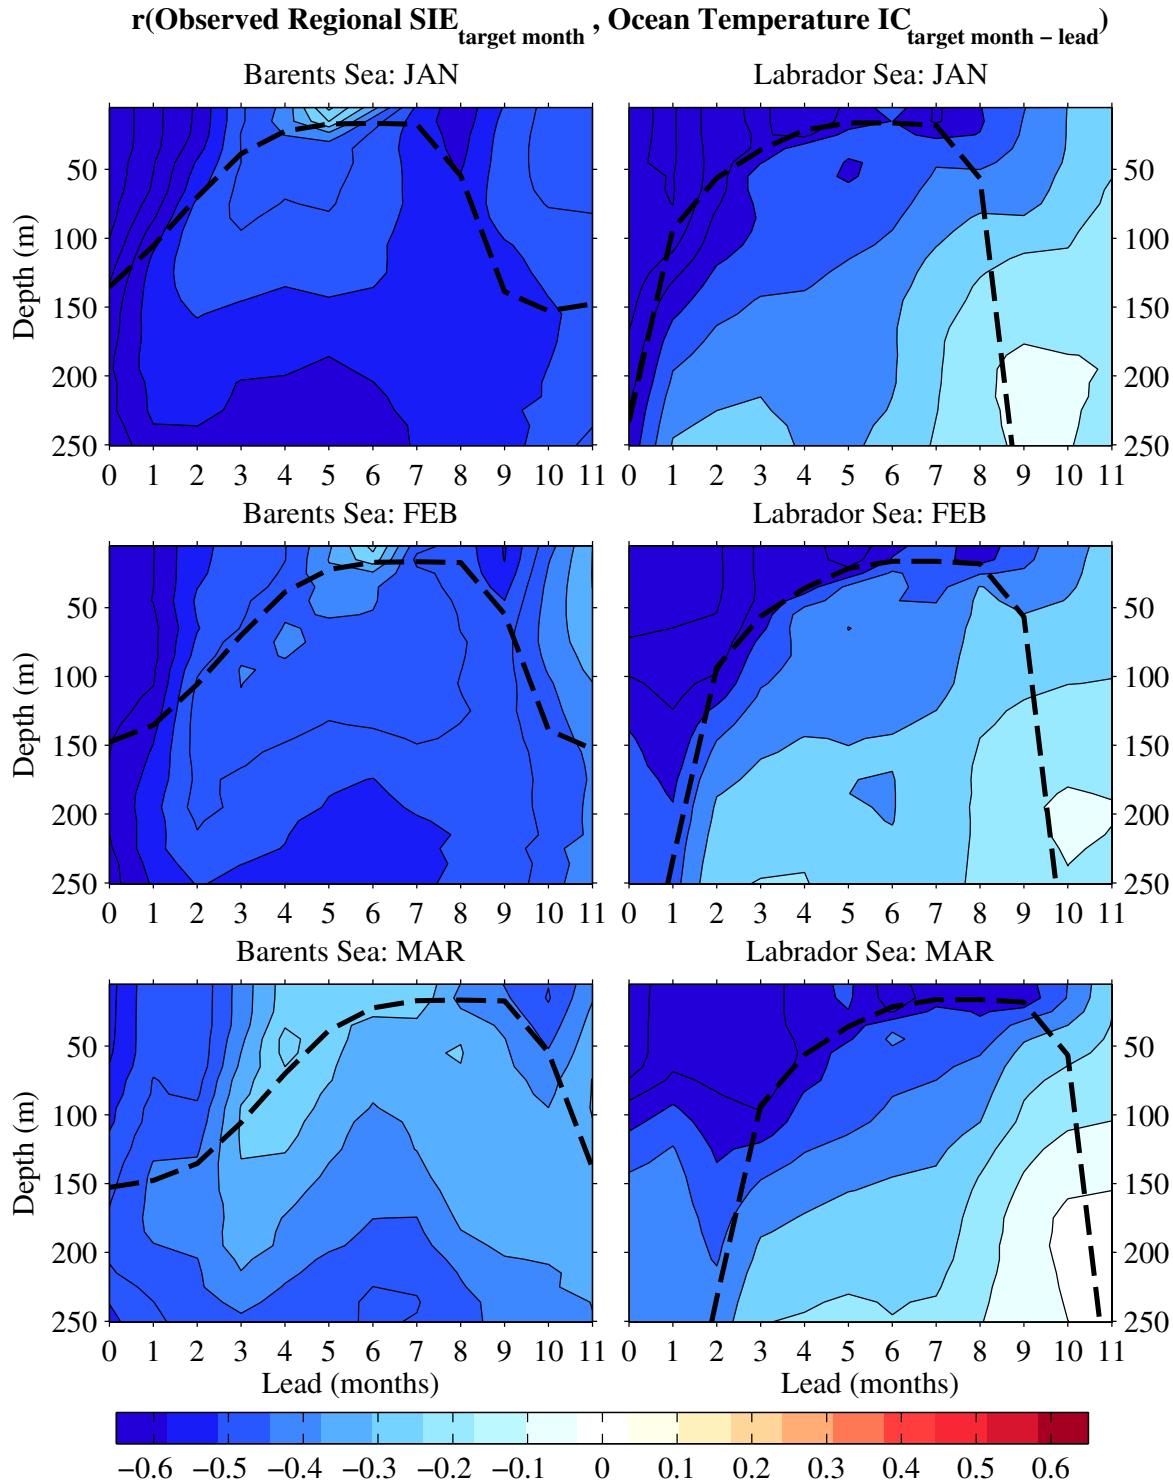 r(Observed Regional SIE target month , Ocean Temperature IC target month − lead)
Barents Sea: JAN
Labrador Sea: JAN
Depth (m)
50
100
150
200
250
0 1 2 3 4 5 6 7 8 9 10 11
0 1 2 3 4 5 6 7 8 9 10 11
50
100
150
200
250
Barents Sea: FEB
Labrador Sea: FEB
Depth (m)
50
100
150
200
250
0 1 2 3 4 5 6 7 8 9 10 11
0 1 2 3 4 5 6 7 8 9 10 11
50
100
150
200
250
Barents Sea: MAR
Labrador Sea: MAR
Depth (m)
50
100
150
200
250
0 1 2 3 4 5 6 7 8 9 10 11
0 1 2 3 4 5 6 7 8 9 10 11
50
100
150
200
250
Lead (months)
Lead (months)
−0.6 −0.5 −0.4 −0.3 −0.2 −0.1 0 0.1 0.2 0.3 0.4 0.5 0.6